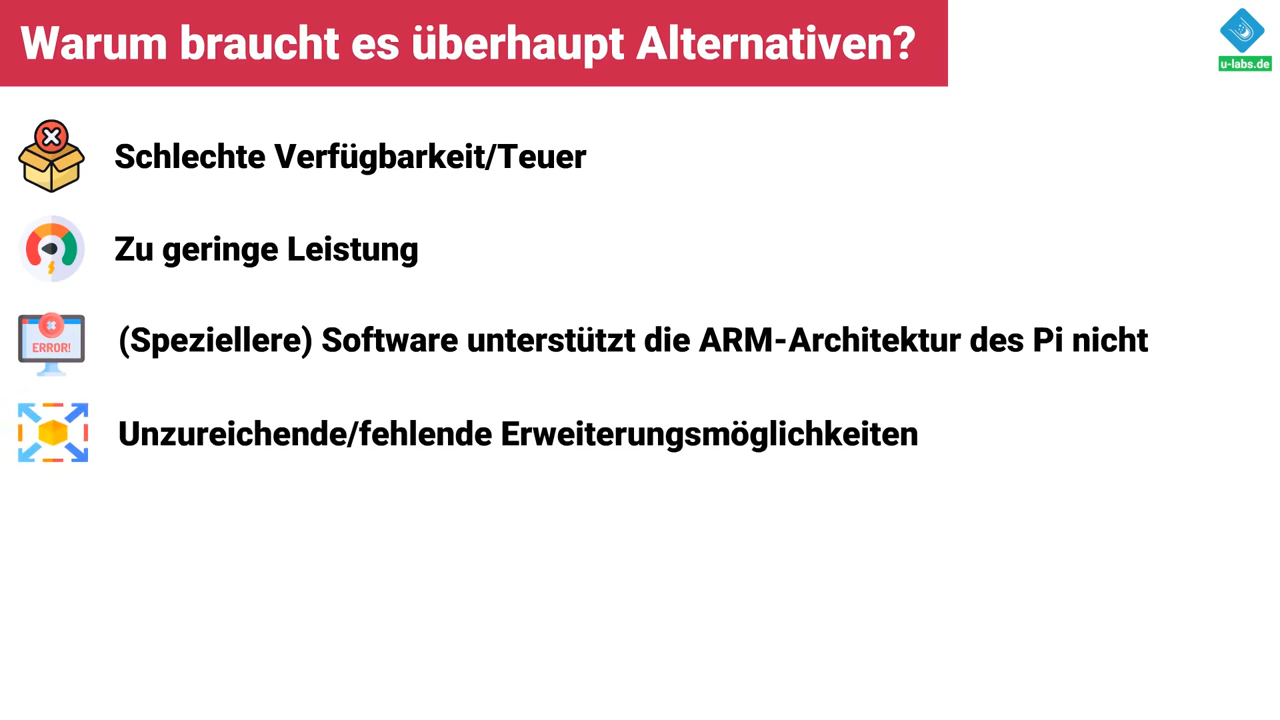 Warum braucht es überhaupt Alternativen?
u-labs.de
Schlechte Verfügbarkeit/Teuer
Zu geringe Leistung
ERROR!
(Speziellere) Software unterstützt die ARM-Architektur des Pi nicht
Unzureichende/fehlende Erweiterungsmöglichkeiten